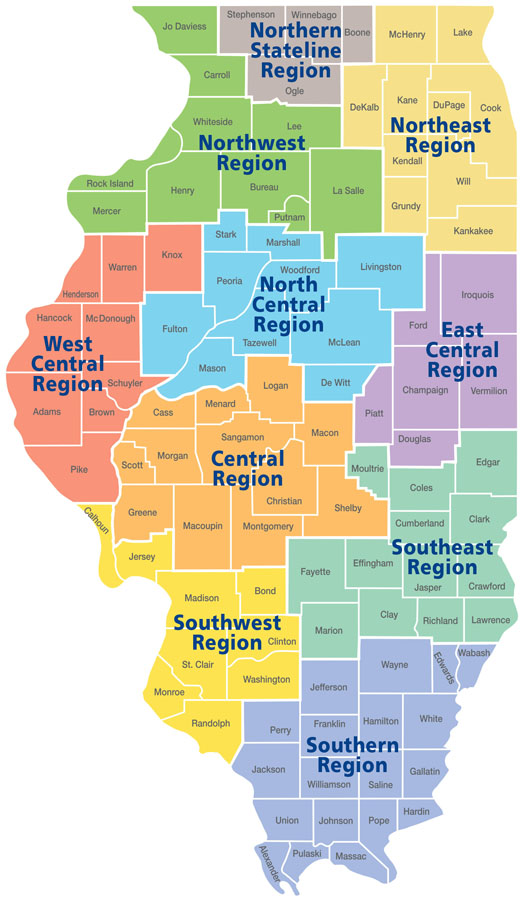 Jo Daviess
Stephenson
Winnebago
Boone
McHenry
Lake
Northern
Stateline
Region
Carroll
Ogle
DeKalb
Kane
DuPage
Cook
Northeast
Region
Whiteside
Lee
Northwest
Region
Kendall
Will
Rock Island
Henry
Bureau
La Salle
Mercer
Putnam
Grundy
Kankakee
Stark
Marshall
Henderson
Warren
Knox
Peoria
Woodford
Livingston
Iroquois
North
Central
Region
Hancock
McDonough
Fulton
Tazewell
McLean
Ford
East
Central
Region
West
Central
Region
Mason
De Witt
Schuyler
Logan
Champaign
Vermilion
Adams
Brown
Cass
Menard
Piatt
Sangamon
Macon
Douglas
Pike
Scott
Morgan
Central
Region
Moultrie
Edgar
Coles
Christian
Greene
Macoupin
Montgomery
Shelby
Cumberland
Clark
Calhoun
Jersey
Southeast
Region
Fayette
Effingham
Jasper
Crawford
Madison
Bond
Southwest
Region
Clay
Richland
Lawrence
Clinton
Marion
St. Clair
Washington
Wayne
Edwards
Wabash
Monroe
Jefferson
Randolph
Perry
Franklin
Hamilton
White
Southern
Region
Jackson
Williamson
Saline
Gallatin
Union
Johnson
Pope
Hardin
Alexander
Pulaski
Massac